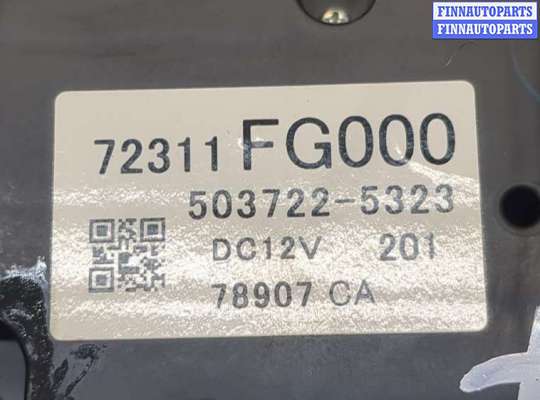 FINNAUTOPARTS
FINNAUTOPARTS
72311 FG000
503722-5323
DC12V 201
78907 CA